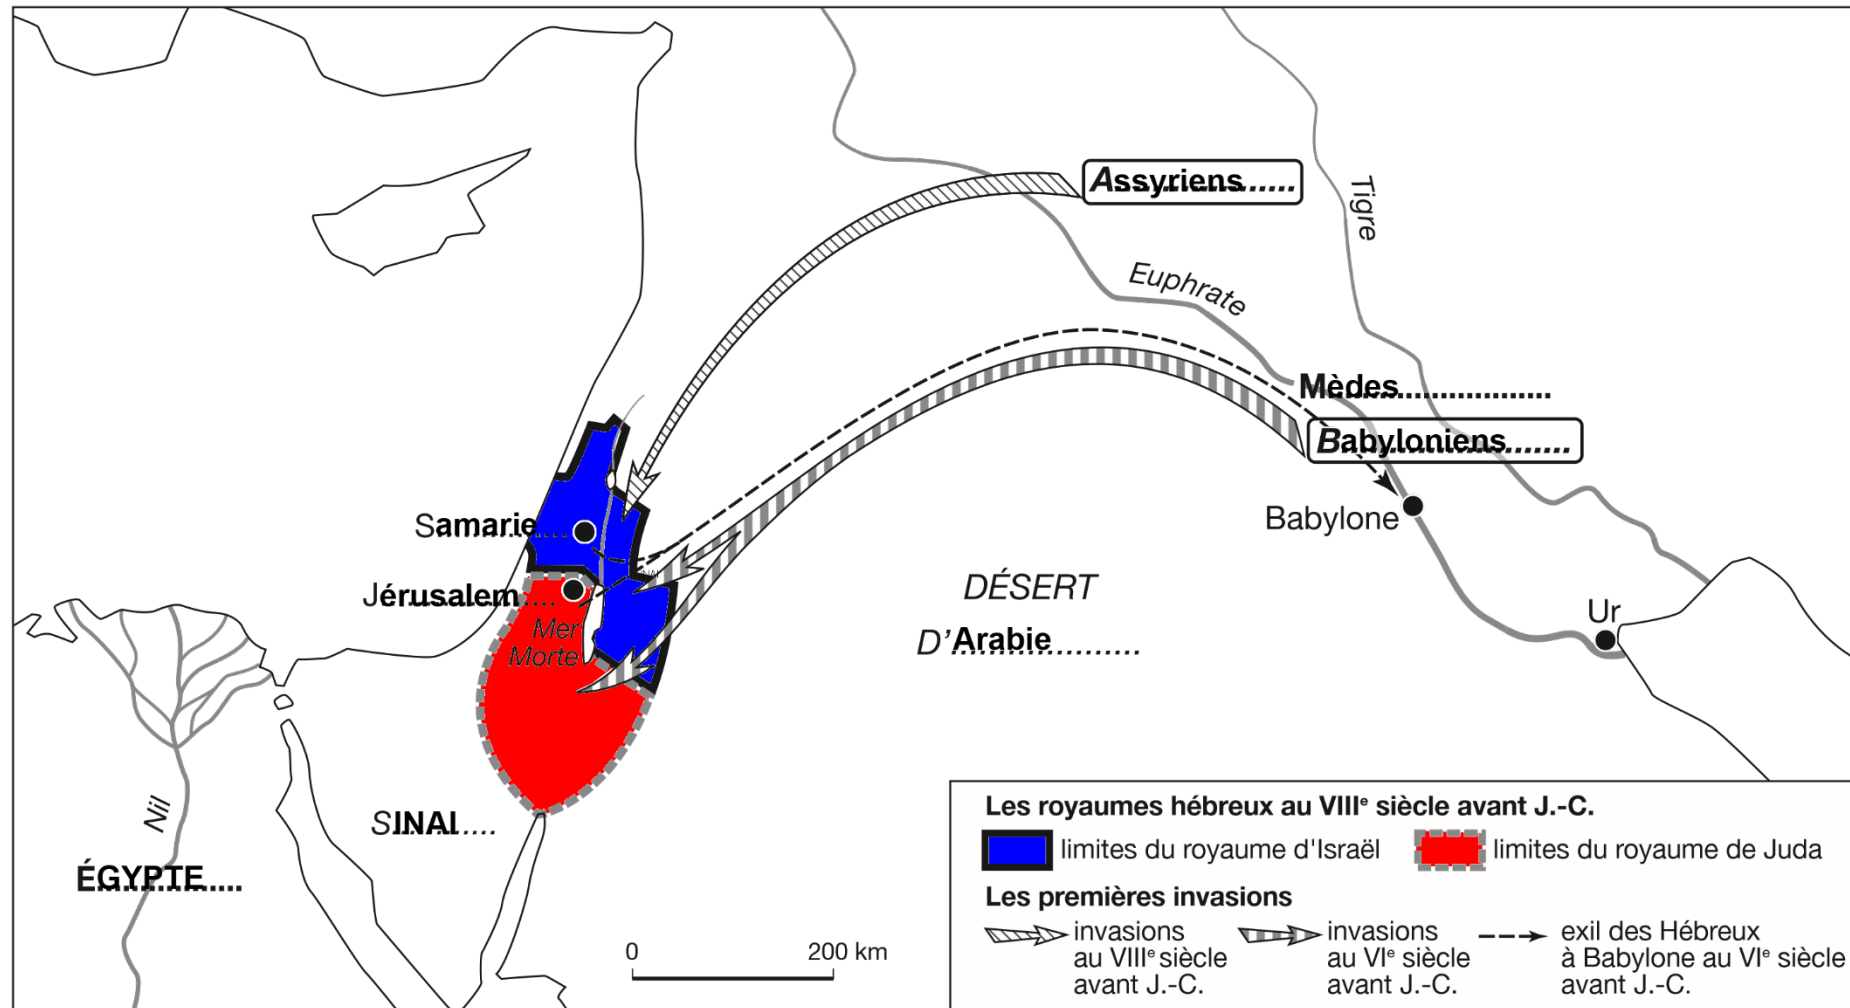 Assyriens
Tigre
Euphrate
Mèdes
Babyloniens
Babylone
Samarie
Jérusalem
Mer
Morte
DÉSERT
D'Arabie
Ur
Nil
SINAI
ÉGYPTE
0 200 km
Les royaumes hébreux au VIIIe siècle avant J.-C.
limites du royaume d'Israël
limites du royaume de Juda
Les premières invasions
invasions
au VIIIe siècle
avant J.-C.
invasions
au VIe siècle
avant J.-C.
exil des Hébreux
à Babylone au VIe siècle
avant J.-C.